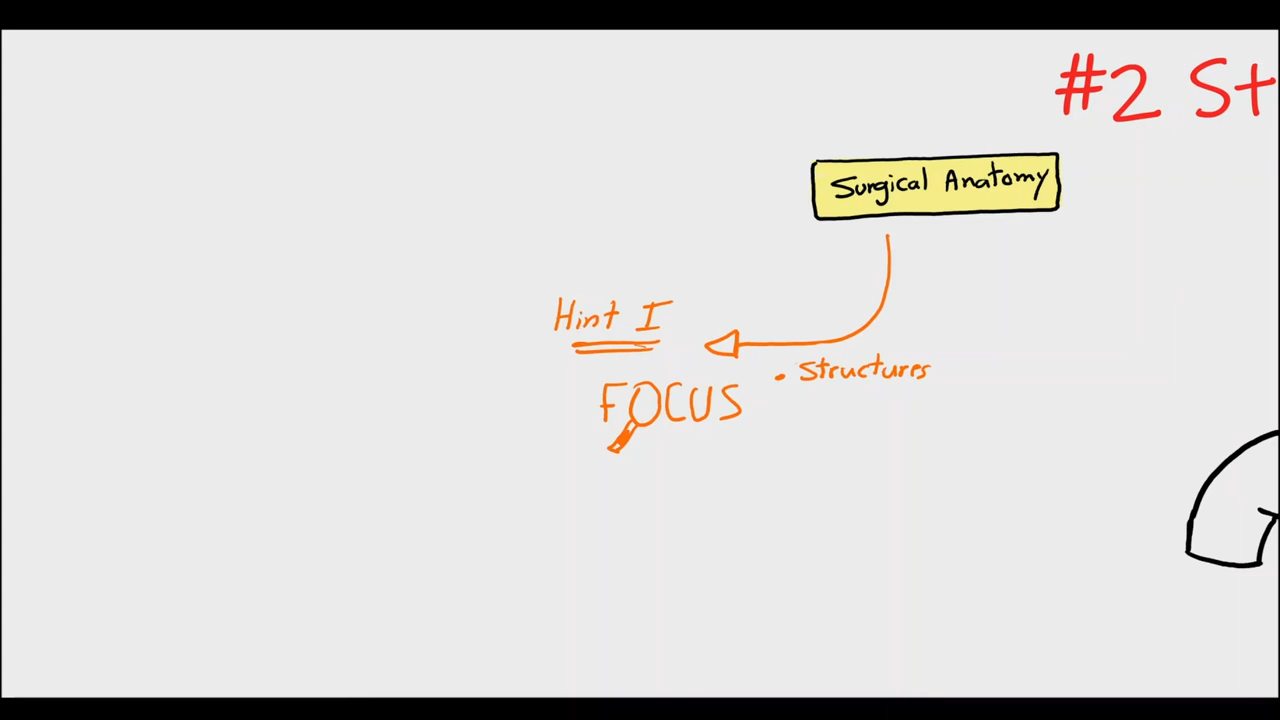 #2 St
Surgical Anatomy
Hint I
• Structures
FOCUS